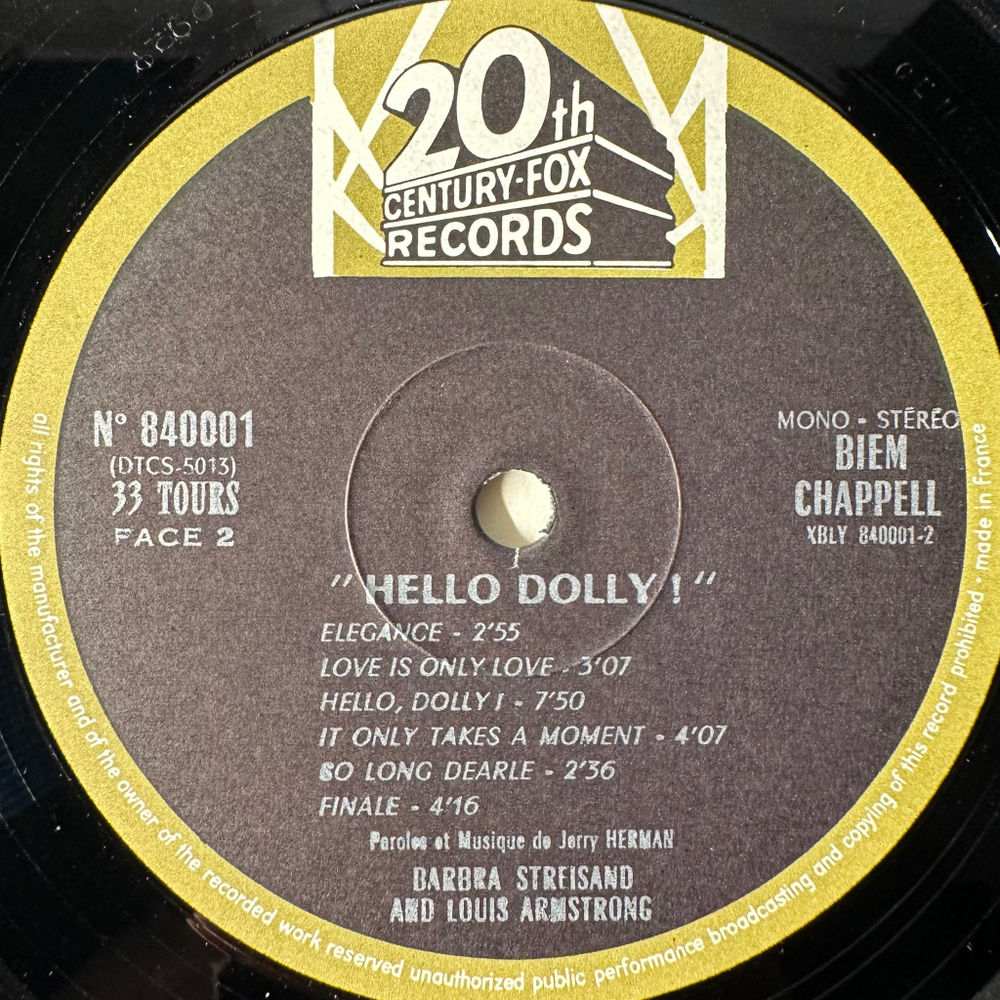 20th
CENTURY-FOX
RECORDS
N° 840001
(DTCS-5013)
33 TOURS
FACE 2
MONO - STÉRÉO
BIEM
CHAPPELL
XBLY 840001-2
"HELLO DOLLY !"
ELEGANCE - 2'55
LOVE IS ONLY LOVE - 3'07
HELLO, DOLLY ! - 7'50
IT ONLY TAKES A MOMENT - 4'07
SO LONG DEARLE - 2'36
FINALE - 4'16
Paroles et Musique de Jerry HERMAN
BARBRA STREISAND
AND LOUIS ARMSTRONG
all rights of the manufacturer and of the owner of the recorded work reserved unauthorized public performance broadcasting and copying of this record prohibited • made in France